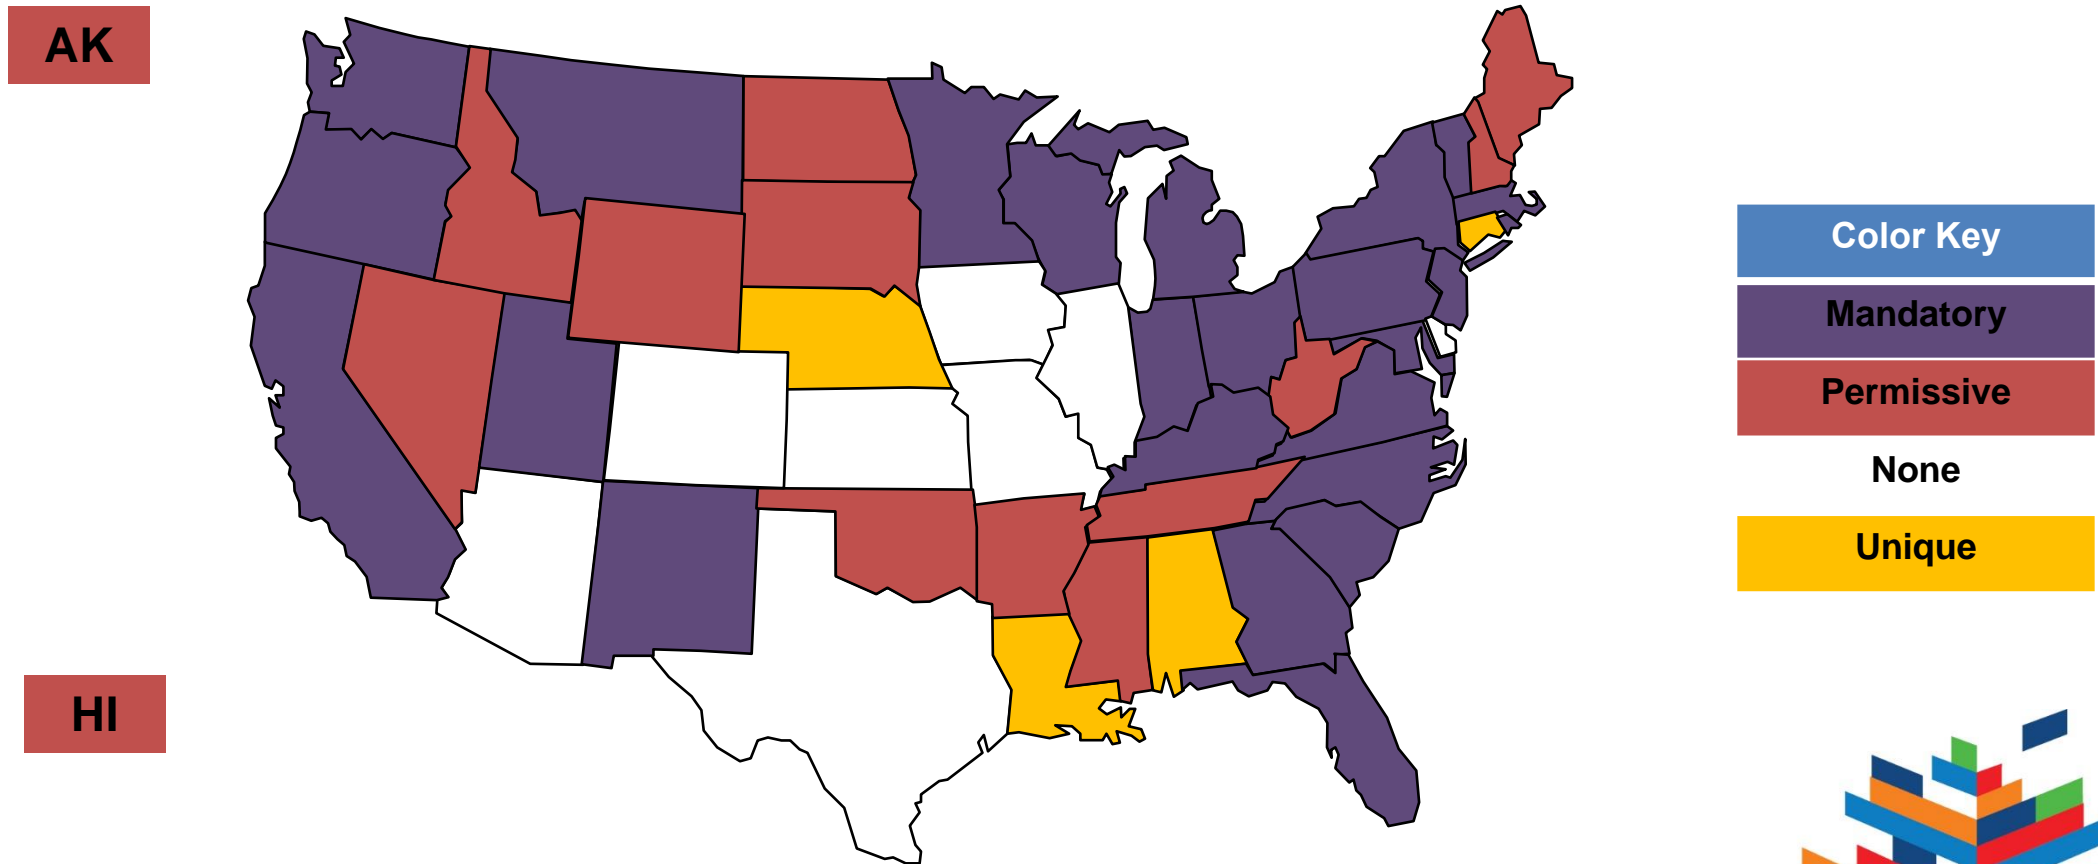 AK
Color Key
Mandatory
Permissive
None
Unique
HI